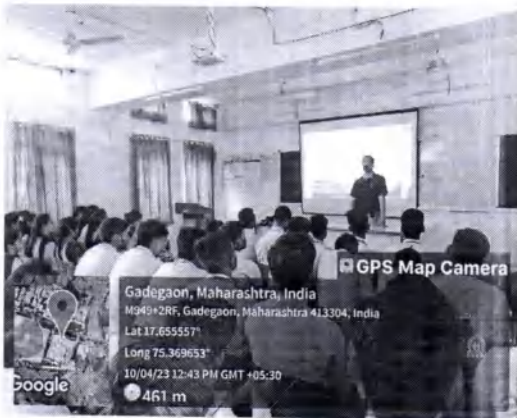 GPS Map Camera
Gadegaon, Maharashtra, India
M949+2RF, Gadegaon, Maharashtra 413304, India
Lat 17.655557°
Long 75.369653°
10/04/23 12:43 PM GMT +05:30
461 m
Google